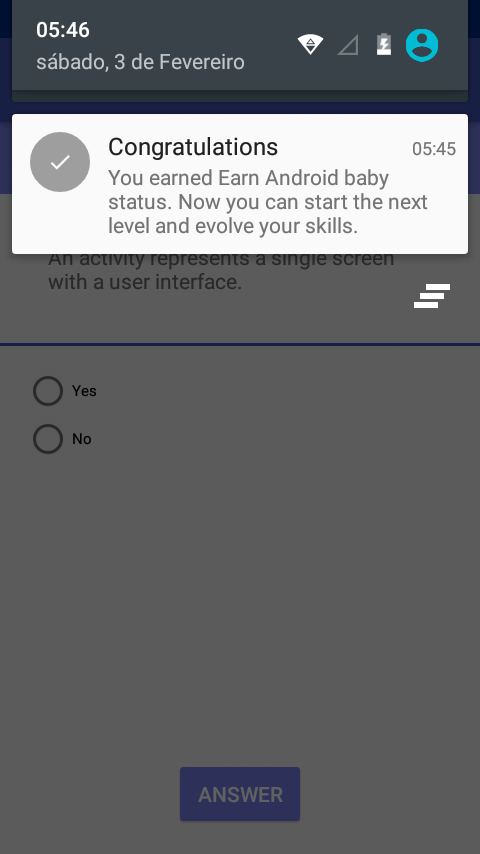 05:46
sábado, 3 de Fevereiro
Congratulations
05:45
You earned Earn Android baby
status. Now you can start the next
level and evolve your skills.
An activity represents a single screen
with a user interface.
Yes
No
ANSWER